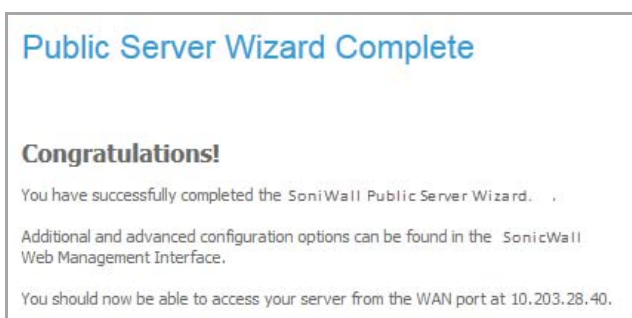 Public Server Wizard Complete
Congratulations!
You have successfully completed the SoniWall Public Server Wizard. .
Additional and advanced configuration options can be found in the SonicWall
Web Management Interface.
You should now be able to access your server from the WAN port at 10.203.28.40.